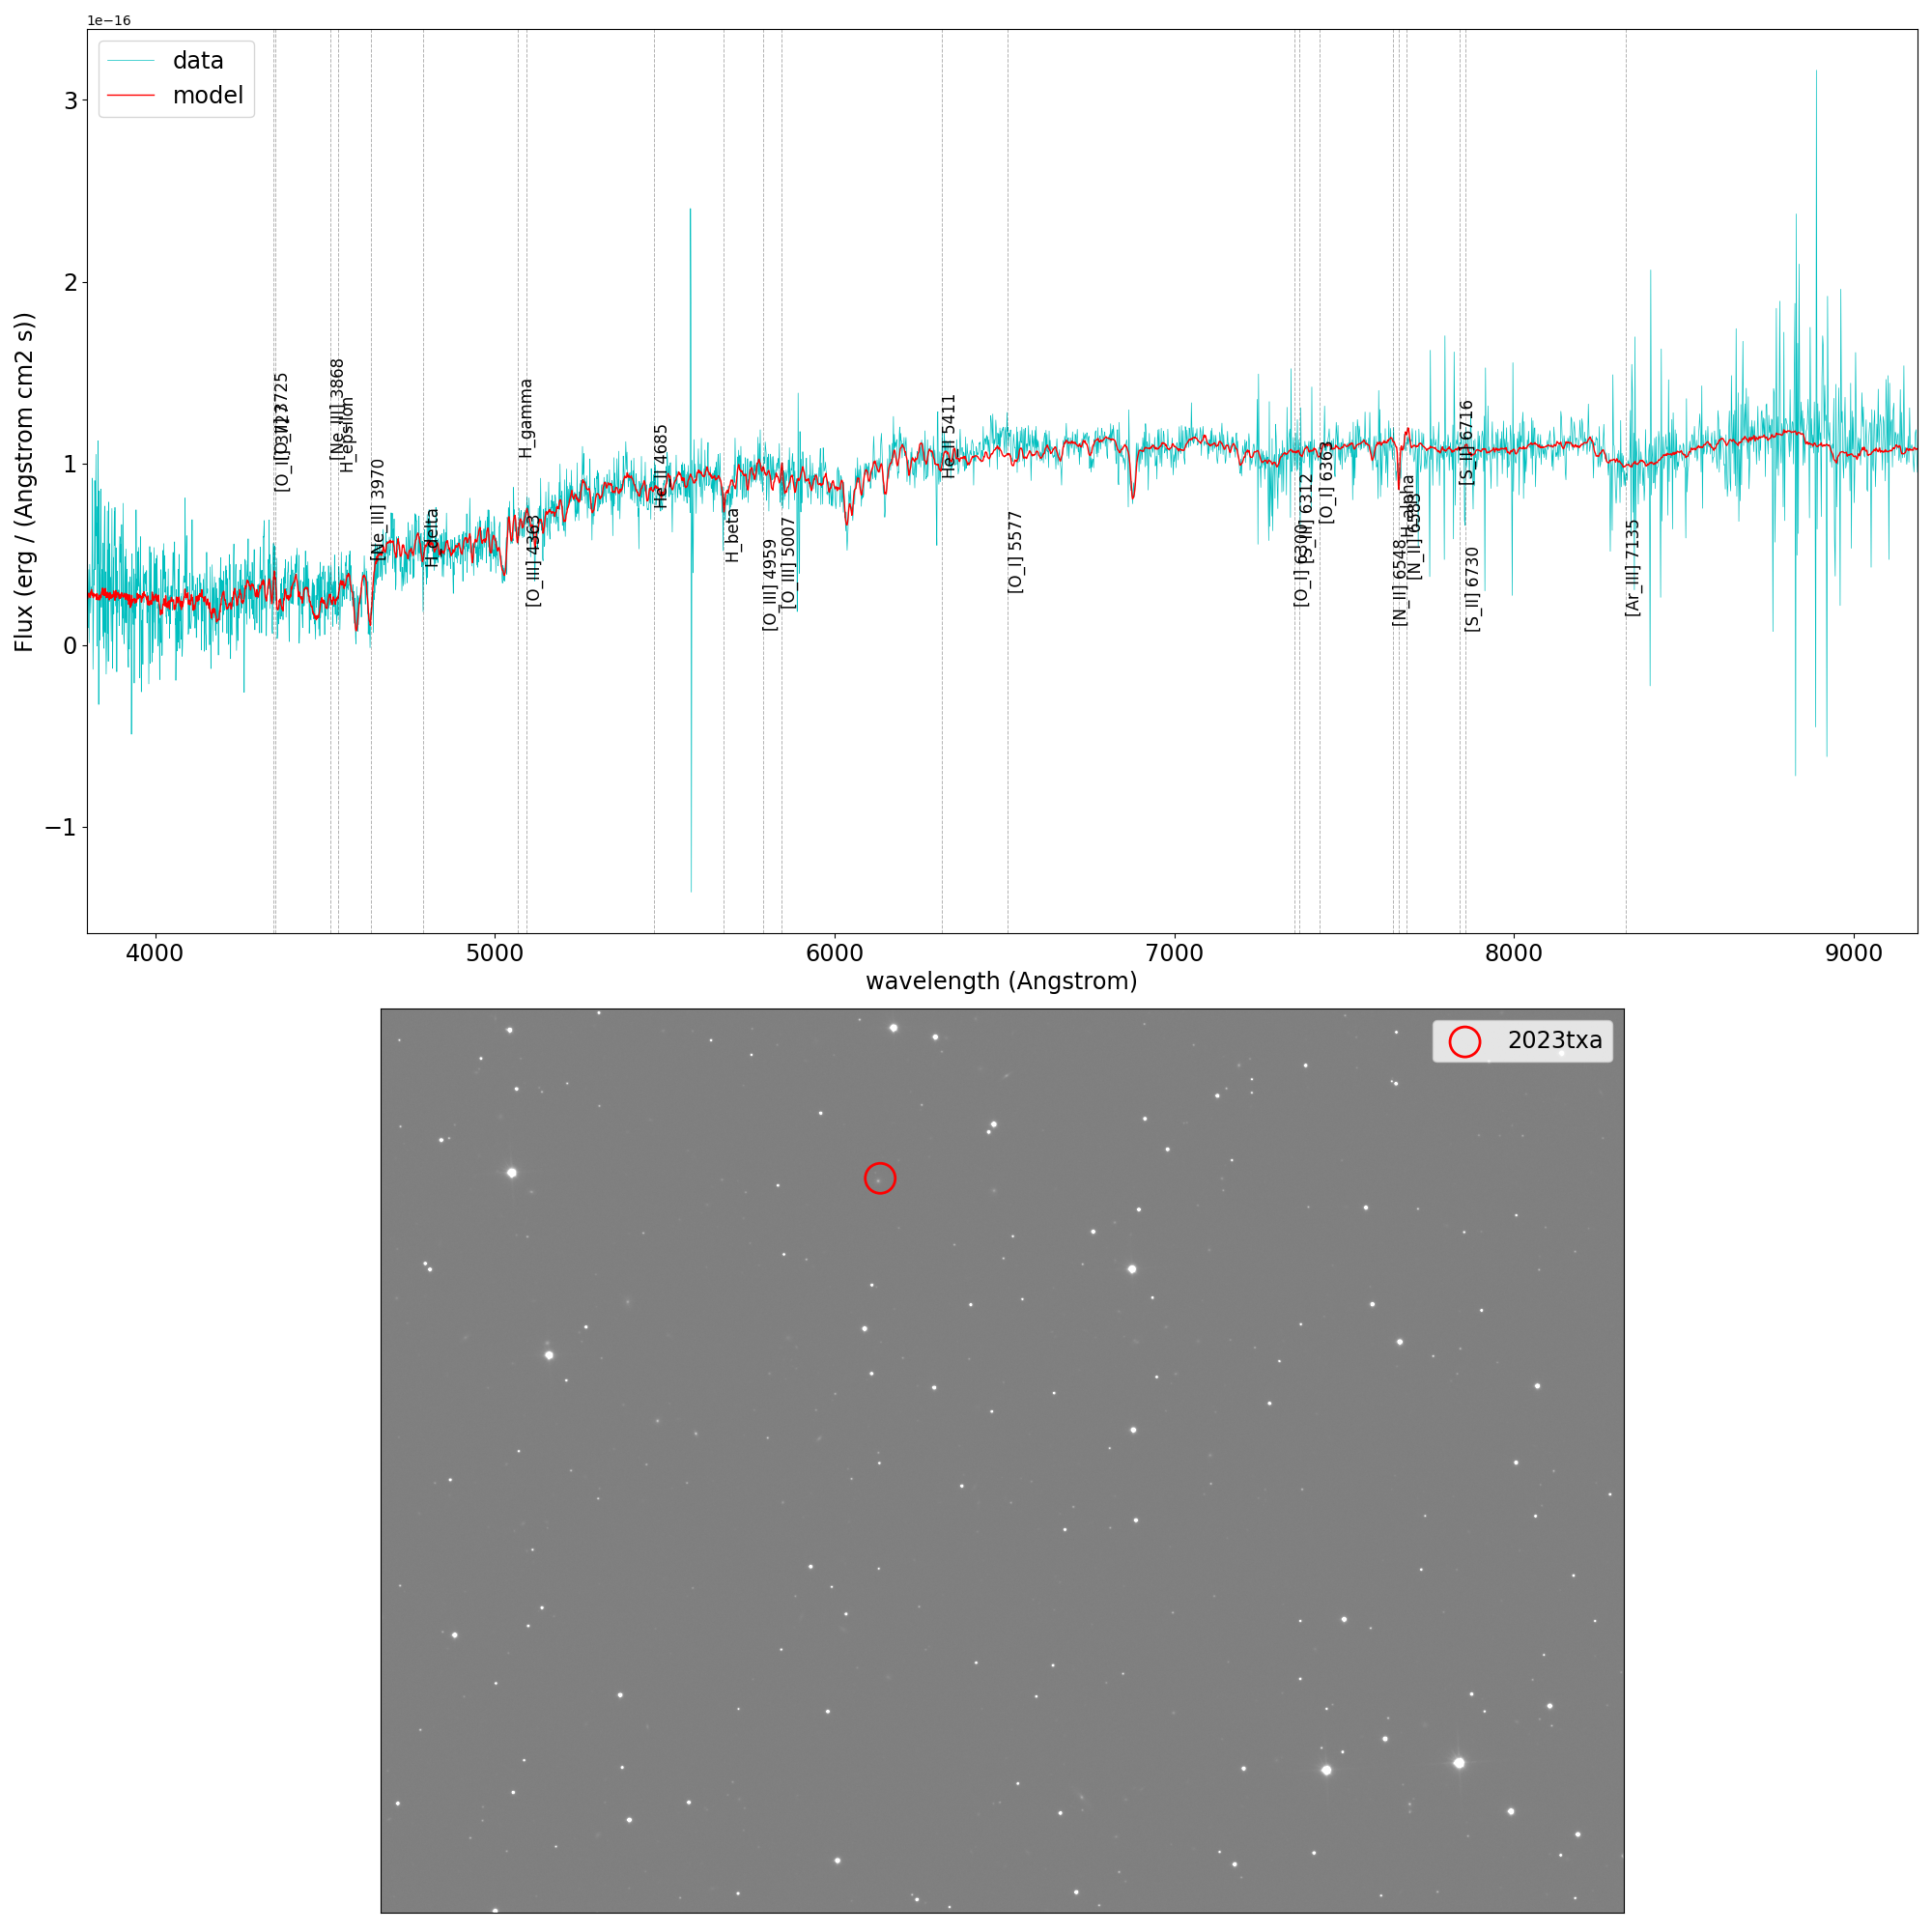 1e−16
data
model
3
2
1
0
−1
Flux (erg / (Angstrom cm2 s))
[O_II] 3725
[Ne_III] 3868
H_epsilon
[Ne_III] 3970
H_delta
H_gamma
[O_III] 4363
He_II 4685
H_beta
[O_III] 4959
[O_III] 5007
He_II 5411
[O_I] 5577
[O_I] 6300
[S_III] 6312
[O_I] 6363
[N_II] 6548
H_alpha
[N_II] 6583
[S_II] 6716
[S_II] 6730
[Ar_III] 7135
4000 5000 6000 7000 8000 9000
wavelength (Angstrom)
2023txa